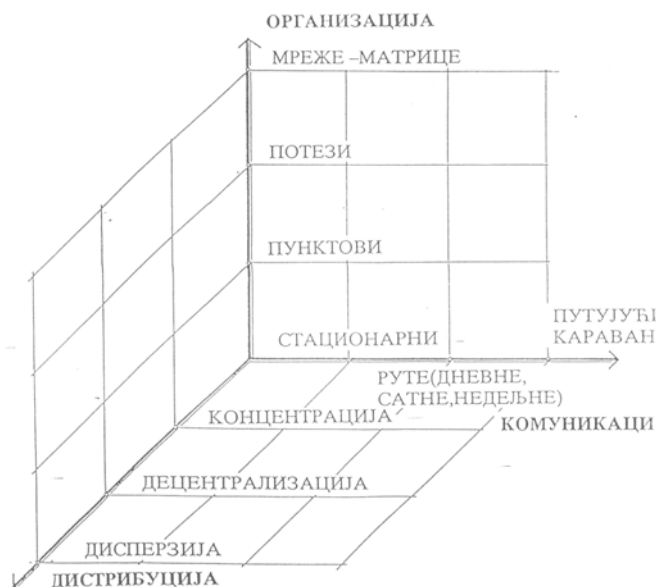 ОРГАНИЗАЦИЈА
МРЕЖЕ –МАТРИЦЕ
ПОТЕЗИ
ПУНКТОВИ
ПУТУЈУЋИ
КАРАВАН
СТАЦИОНАРНИ
РУТЕ(ДНЕВНЕ,
САТНЕ,НЕДЕЉНЕ)
КОНЦЕНТРАЦИЈА
КОМУНИКАЦИ
ДЕЦЕНТРАЛИЗАЦИЈА
ДИСПЕРЗИЈА
ДИСТРИБУЦИЈА